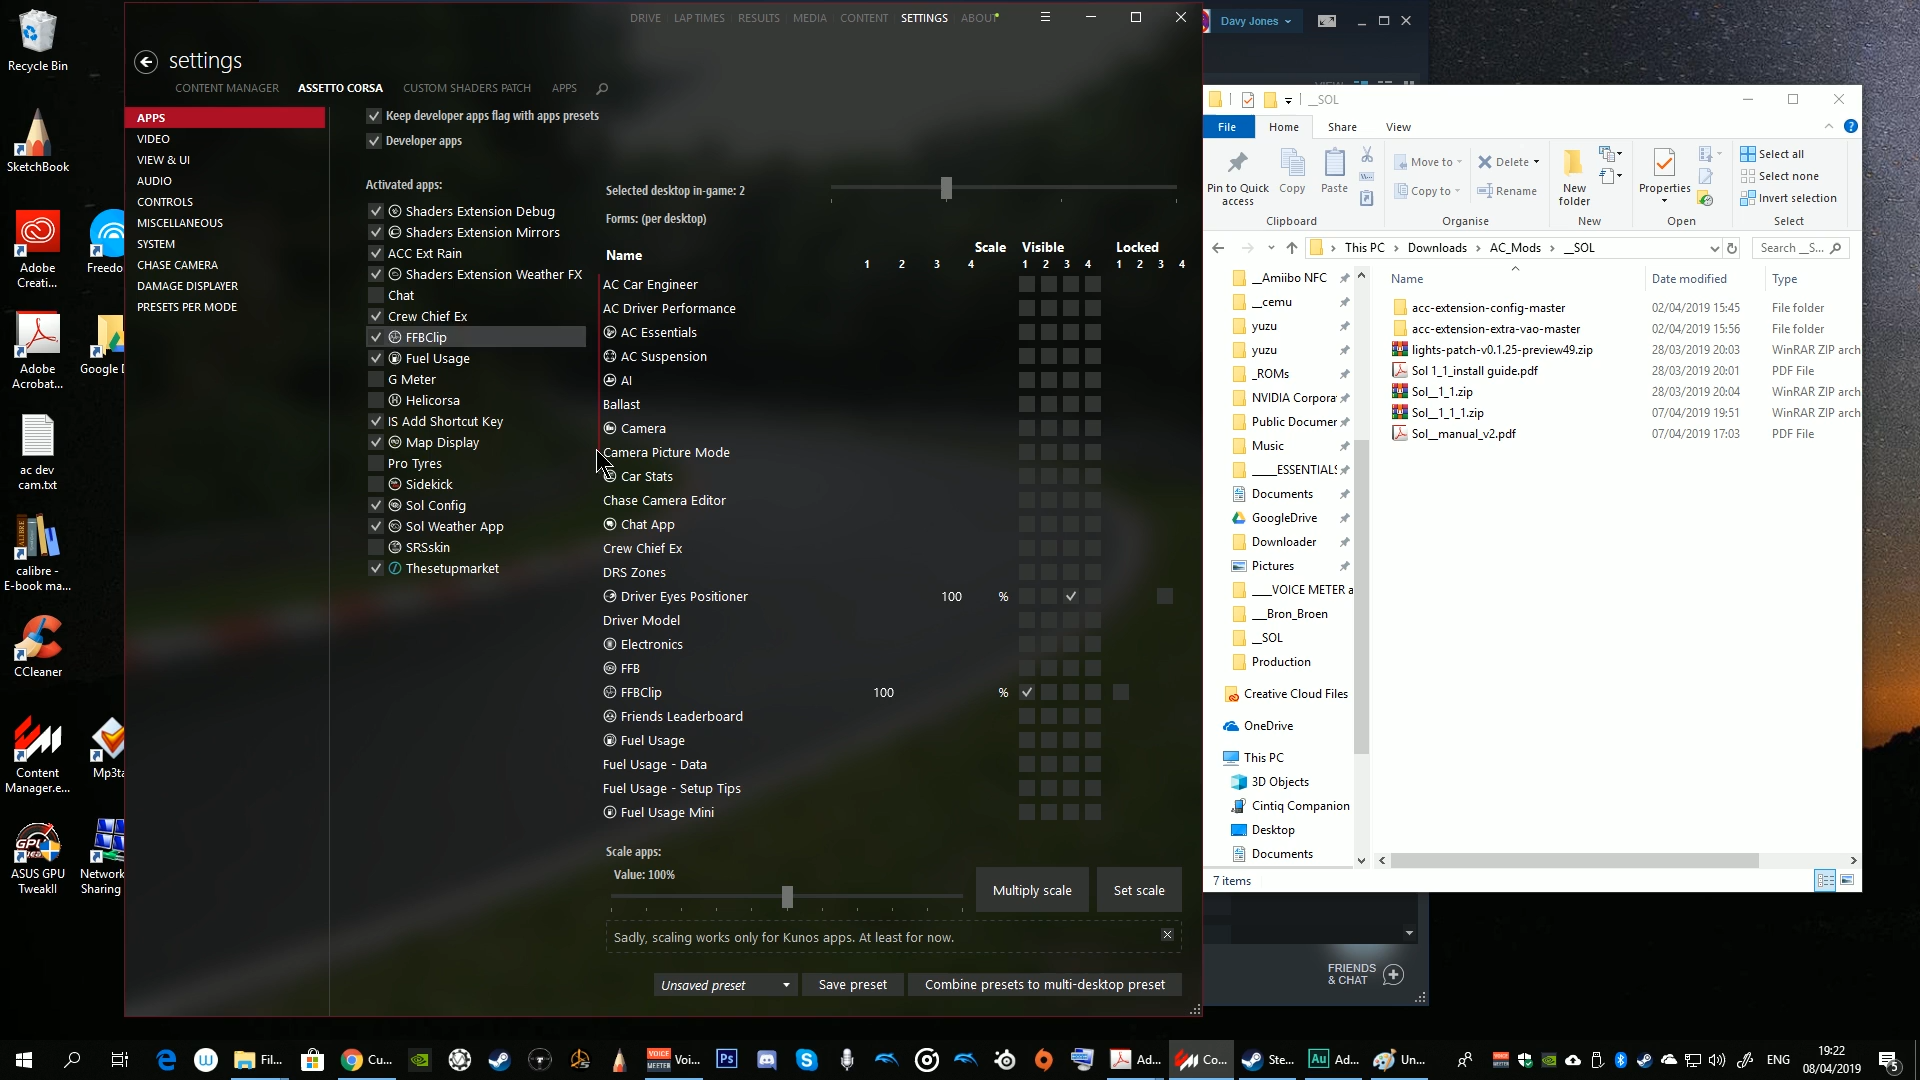 Recycle Bin
SketchBook
Adobe
Creati...
Freedo
Adobe
Acrobat...
Google D
ac dev
cam.txt
calibre -
E-book ma...
CCleaner
Content
Manager.e...
Mp3ta
ASUS GPU
TweakII
Network
Sharing
DRIVE
LAP TIMES
RESULTS
MEDIA
CONTENT
SETTINGS
ABOUT
settings
CONTENT MANAGER
ASSETTO CORSA
CUSTOM SHADERS PATCH
APPS
APPS
VIDEO
VIEW & UI
AUDIO
CONTROLS
MISCELLANEOUS
SYSTEM
CHASE CAMERA
DAMAGE DISPLAYER
PRESETS PER MODE
Keep developer apps flag with apps presets
Developer apps
Activated apps:
Shaders Extension Debug
Shaders Extension Mirrors
ACC Ext Rain
Shaders Extension Weather FX
Chat
Crew Chief Ex
FFBClip
Fuel Usage
G Meter
Helicorsa
IS Add Shortcut Key
Map Display
Pro Tyres
Sidekick
Sol Config
Sol Weather App
SRSskin
Thesetupmarket
Selected desktop in-game: 2
Forms: (per desktop)
Name
Scale
Visible
Locked
1 2 3 4 1 2 3 4 1 2 3 4
AC Car Engineer
AC Driver Performance
AC Essentials
AC Suspension
AI
Ballast
Camera
Camera Picture Mode
Car Stats
Chase Camera Editor
Chat App
Crew Chief Ex
DRS Zones
Driver Eyes Positioner 100 %
Driver Model
Electronics
FFB
FFBClip 100 %
Friends Leaderboard
Fuel Usage
Fuel Usage - Data
Fuel Usage - Setup Tips
Fuel Usage Mini
Scale apps:
Value: 100%
Multiply scale
Set scale
Sadly, scaling works only for Kunos apps. At least for now.
Unsaved preset
Save preset
Combine presets to multi-desktop preset
Davy Jones
__SOL
File
Home
Share
View
Pin to Quick
access
Copy
Paste
Move to
Copy to
Delete
Rename
New
folder
Properties
Select all
Select none
Invert selection
Clipboard
Organise
New
Open
Select
This PC
Downloads
AC_Mods
__SOL
Search __S...
__Amiibo NFC
__cemu
yuzu
yuzu
_ROMs
NVIDIA Corpora
Public Documer
Music
____ESSENTIALS
Documents
GoogleDrive
Downloader
Pictures
___VOICE METER a
___Bron_Broen
__SOL
Production
Creative Cloud Files
OneDrive
This PC
3D Objects
Cintiq Companion
Desktop
Documents
Name
Date modified
Type
acc-extension-config-master 02/04/2019 15:45 File folder
acc-extension-extra-vao-master 02/04/2019 15:56 File folder
lights-patch-v0.1.25-preview49.zip 28/03/2019 20:03 WinRAR ZIP arch
Sol 1_1_install guide.pdf 28/03/2019 20:01 PDF File
Sol__1_1.zip 28/03/2019 20:04 WinRAR ZIP arch
Sol__1_1_1.zip 07/04/2019 19:51 WinRAR ZIP arch
Sol__manual_v2.pdf 07/04/2019 17:03 PDF File
7 items
FRIENDS
& CHAT
Fil...
Cu...
VOICE
MEETER
Voi...
Ps
Ad...
Co...
Ste...
Au
Ad...
Un...
ENG
19:22
08/04/2019
5